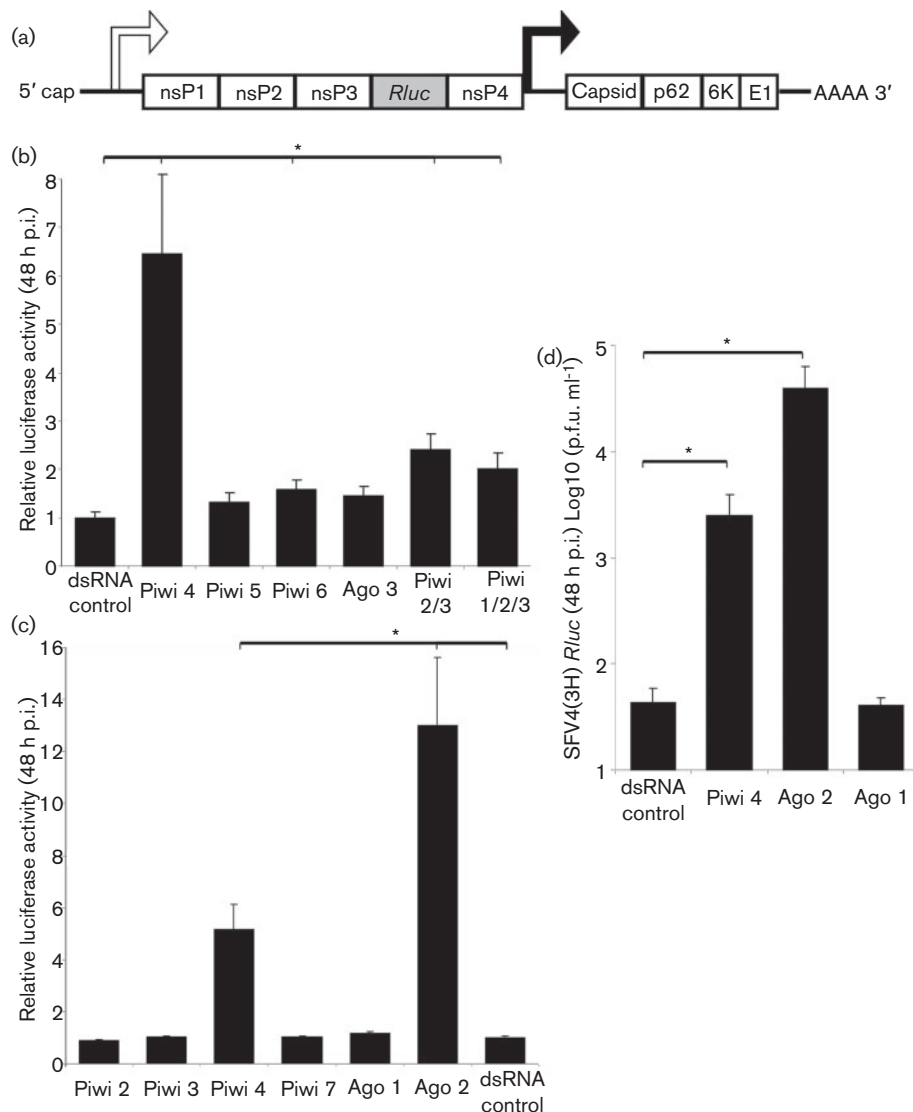 (a)
5′ cap nsP1 nsP2 nsP3 Rluc nsP4 Capsid p62 6K E1 AAAA 3′
(b)
*
Relative luciferase activity (48 h p.i.)
8
7
6
5
4
3
2
1
0
dsRNA control
Piwi 4
Piwi 5
Piwi 6
Ago 3
Piwi 2/3
Piwi 1/2/3
(c)
*
Relative luciferase activity (48 h p.i.)
16
14
12
10
8
6
4
2
0
Piwi 2
Piwi 3
Piwi 4
Piwi 7
Ago 1
Ago 2
dsRNA control
(d)
*
*
SFV4(3H) Rluc (48 h p.i.) Log10 (p.f.u. ml⁻¹)
5
4
3
2
1
dsRNA control
Piwi 4
Ago 2
Ago 1